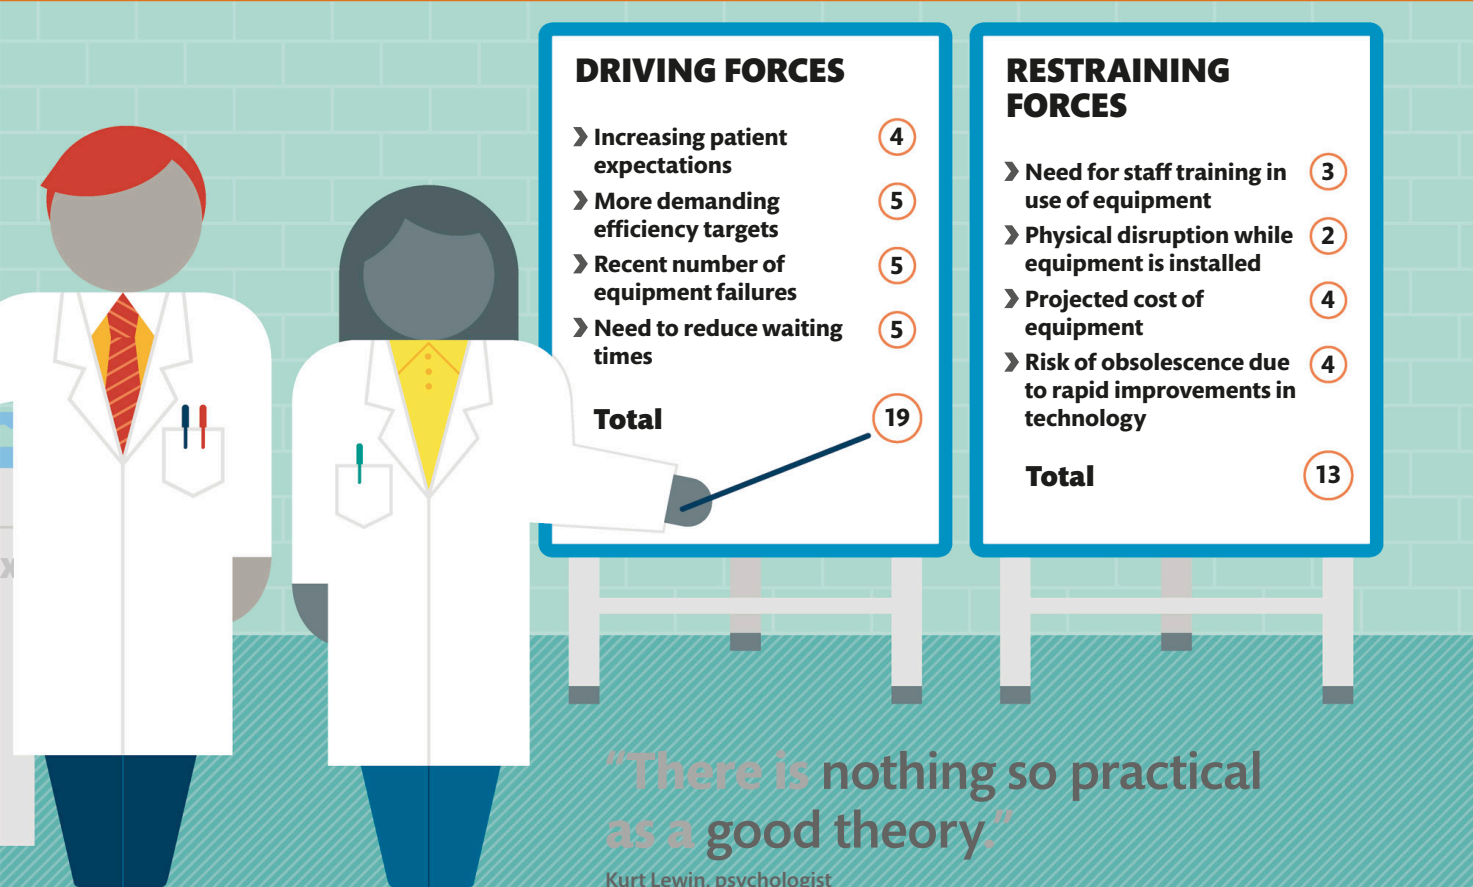 DRIVING FORCES
Increasing patient 4
expectations
More demanding 5
efficiency targets
Recent number of 5
equipment failures
Need to reduce waiting 5
times
Total 19
RESTRAINING
FORCES
Need for staff training in 3
use of equipment
Physical disruption while 2
equipment is installed
Projected cost of 4
equipment
Risk of obsolescence due 4
to rapid improvements in
technology
Total 13
"There is nothing so practical
as a good theory."
Kurt Lewin, psychologist